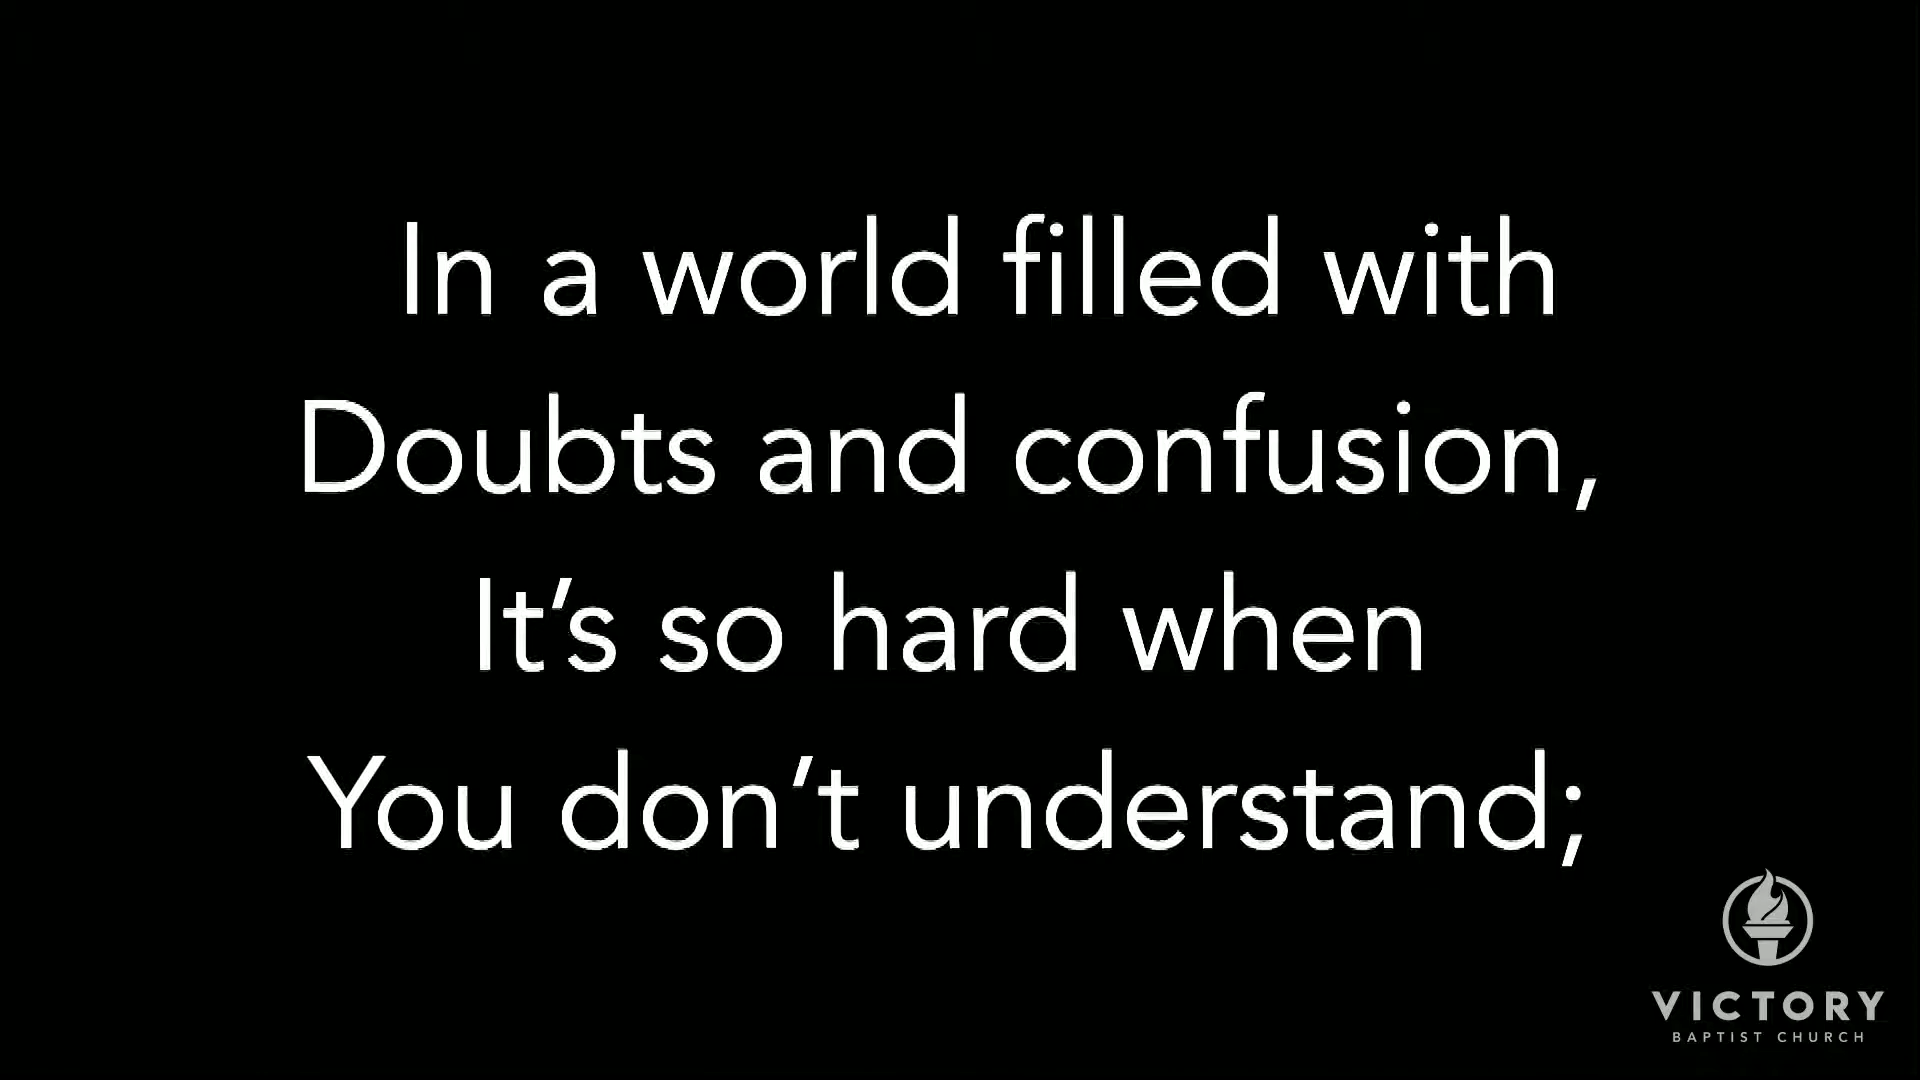 In a world filled with
Doubts and confusion,
It’s so hard when
You don’t understand;
VICTORY
BAPTIST CHURCH